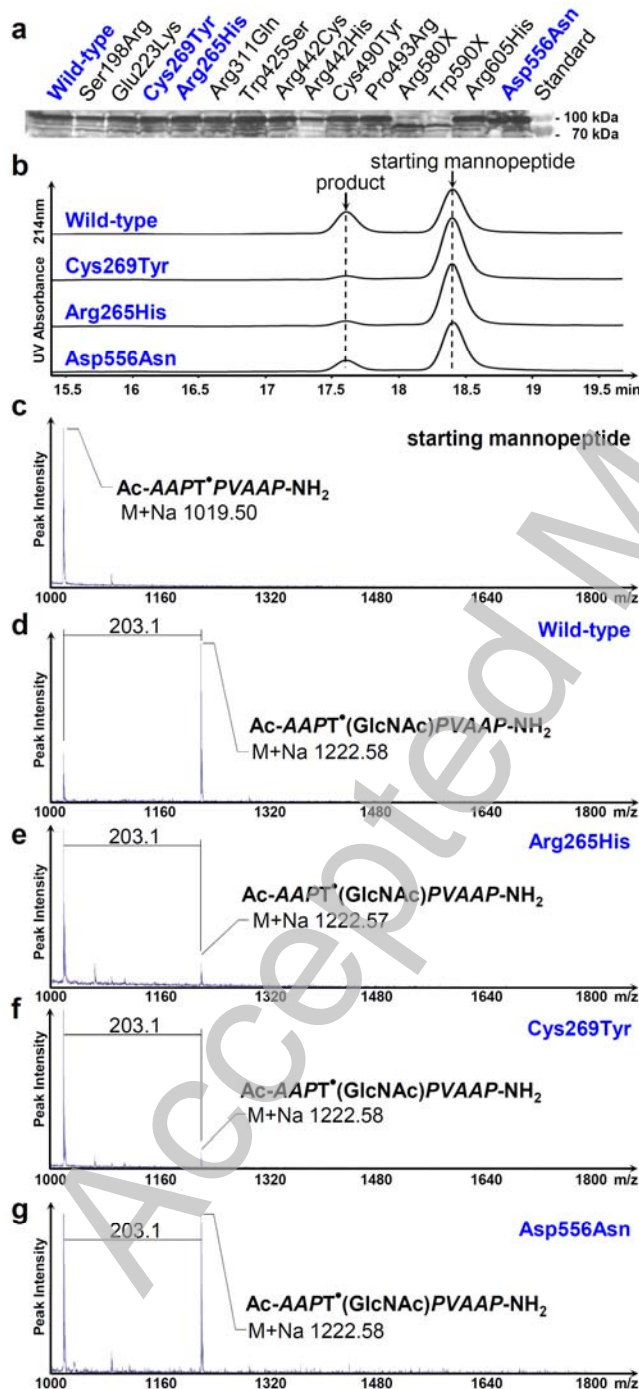 a
Wild-type
Ser198Arg
Glu223Lys
Cys269Tyr
Arg265His
Arg311Gln
Trp425Ser
Arg442Cys
Arg442His
Cys490Tyr
Pro493Arg
Arg580X
Trp590X
Arg605His
Asp556Asn
Standard
- 100 kDa
- 70 kDa
b
starting mannopeptide
product
214nm
UV Absorbance
Wild-type
Cys269Tyr
Arg265His
Asp556Asn
15.5 16 16.5 17 17.5 18 18.5 19 19.5 min
c
starting mannopeptide
Peak Intensity
Ac-AAPT*PVAAP-NH₂
M+Na 1019.50
1000 1160 1320 1480 1640 1800 m/z
d
Wild-type
203.1
Peak Intensity
Ac-AAPT*(GlcNAc)PVAAP-NH₂
M+Na 1222.58
1000 1160 1320 1480 1640 1800 m/z
e
Arg265His
203.1
Peak Intensity
Ac-AAPT*(GlcNAc)PVAAP-NH₂
M+Na 1222.57
1000 1160 1320 1480 1640 1800 m/z
f
Cys269Tyr
203.1
Peak Intensity
Ac-AAPT*(GlcNAc)PVAAP-NH₂
M+Na 1222.58
1000 1160 1320 1480 1640 1800 m/z
g
Asp556Asn
203.1
Peak Intensity
Ac-AAPT*(GlcNAc)PVAAP-NH₂
M+Na 1222.58
1000 1160 1320 1480 1640 1800 m/z
Accepted M